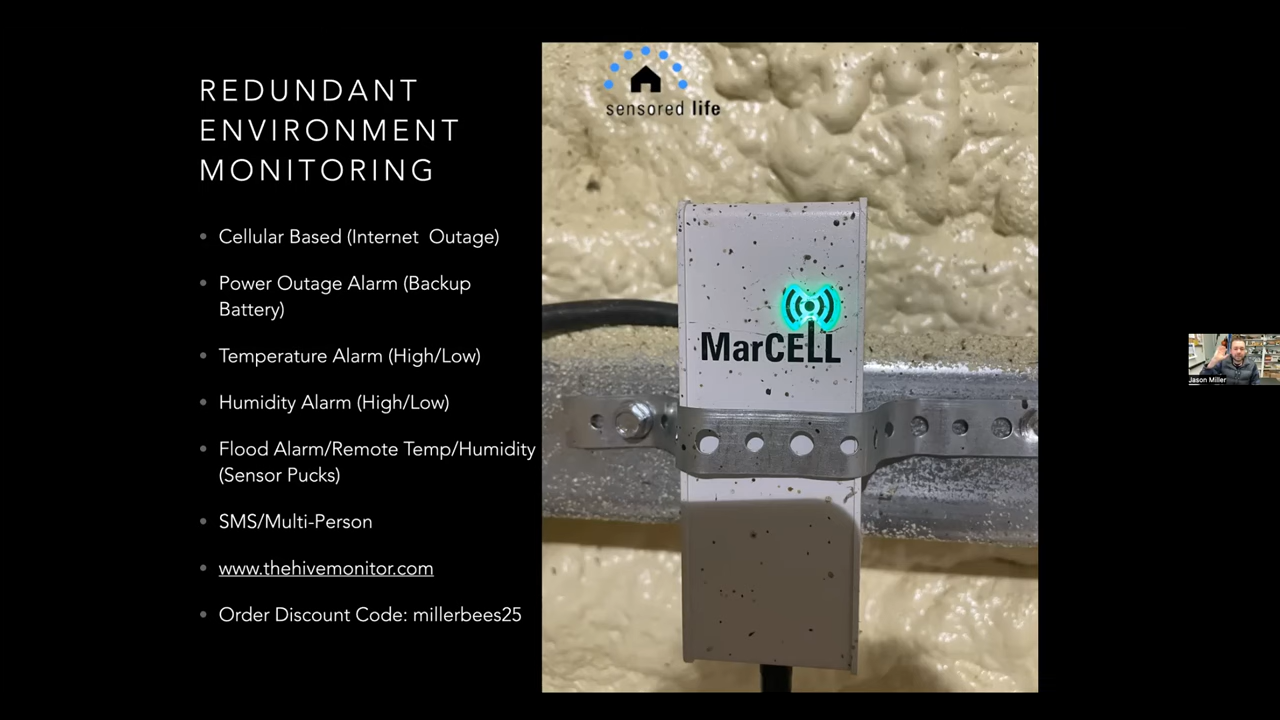 REDUNDANT
ENVIRONMENT
MONITORING
Cellular Based (Internet Outage)
Power Outage Alarm (Backup
Battery)
Temperature Alarm (High/Low)
Humidity Alarm (High/Low)
Flood Alarm/Remote Temp/Humidity
(Sensor Pucks)
SMS/Multi-Person
www.thehivemonitor.com
Order Discount Code: millerbees25
sensored life
MarCELL
Jason Miller